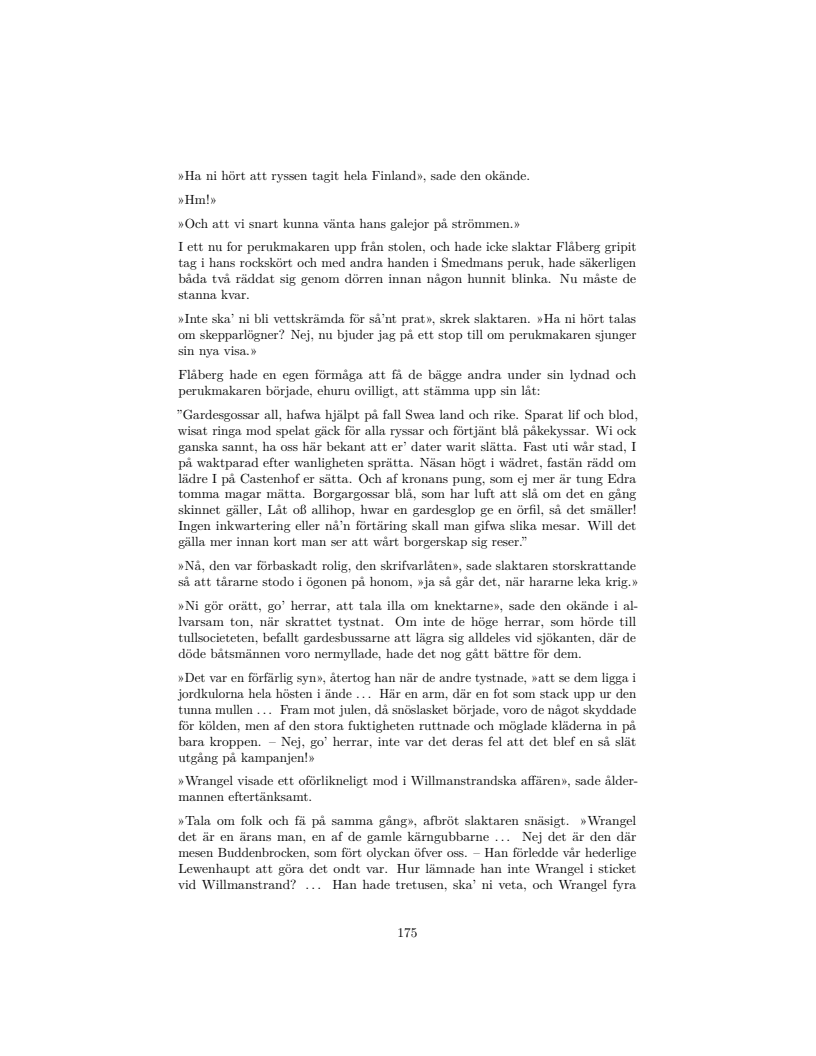 »Ha ni hört att ryssen tagit hela Finland», sade den okände.
»Hm!»
»Och att vi snart kunna vänta hans galejor på strömmen.»
I ett nu for perukmakaren upp från stolen, och hade icke slaktar Flåberg gripit
tag i hans rockskört och med andra handen i Smedmans peruk, hade säkerligen
båda två räddat sig genom dörren innan någon hunnit blinka. Nu måste de
stanna kvar.
»Inte ska' ni bli vettskrämda för så'nt prat», skrek slaktaren. »Ha ni hört talas
om skepparlögner? Nej, nu bjuder jag på ett stop till om perukmakaren sjunger
sin nya visa.»
Flåberg hade en egen förmåga att få de bägge andra under sin lydnad och
perukmakaren började, ehuru ovilligt, att stämma upp sin låt:
”Gardesgossar all, hafwa hjälpt på fall Swea land och rike. Sparat lif och blod,
wisat ringa mod spelat gäck för alla ryssar och förtjänt blå påkekyssar. Wi ock
ganska sannt, ha oss här bekant att er' dater warit slätta. Fast uti wår stad, I
på waktparad efter wanligheten sprätta. Näsan högt i wädret, fastän rädd om
lädre I på Castenhof er sätta. Och af kronans pung, som ej mer är tung Edra
tomma magar mätta. Borgargossar blå, som har luft att slå om det en gång
skinnet gäller, Låt oß allihop, hwar en gardesglop ge en örfil, så det smäller!
Ingen inkwartering eller nå'n förtäring skall man gifwa slika mesar. Will det
gälla mer innan kort man ser att wårt borgerskap sig reser.”
»Nå, den var förbaskadt rolig, den skrifvarlåten», sade slaktaren storskrattande
så att tårarne stodo i ögonen på honom, »ja så går det, när hararne leka krig.»
»Ni gör orätt, go' herrar, att tala illa om knektarne», sade den okände i al-
lvarsam ton, när skrattet tystnat. Om inte de höge herrar, som hörde till
tullsocieteten, befallt gardesbussarne att lägra sig alldeles vid sjökanten, där de
döde båtsmännen voro nermyllade, hade det nog gått bättre för dem.
»Det var en förfärlig syn», återtog han när de andre tystnade, »att se dem ligga i
jordkulorna hela hösten i ände . . . Här en arm, där en fot som stack upp ur den
tunna mullen . . . Fram mot julen, då snöslasket började, voro de något skyddade
för kölden, men af den stora fuktigheten ruttnade och möglade kläderna in på
bara kroppen. – Nej, go' herrar, inte var det deras fel att det blef en så slät
utgång på kampanjen!»
»Wrangel visade ett oförlikneligt mod i Willmanstrandska affären», sade ålder-
mannen eftertänksamt.
»Tala om folk och fä på samma gång», afbröt slaktaren snäsigt. »Wrangel
det är en ärans man, en af de gamle kärngubbarne . . . Nej det är den där
mesen Buddenbrocken, som fört olyckan öfver oss. – Han förledde vår hederlige
Lewenhaupt att göra det ondt var. Hur lämnade han inte Wrangel i sticket
vid Willmanstrand? . . . Han hade tretusen, ska' ni veta, och Wrangel fyra
175